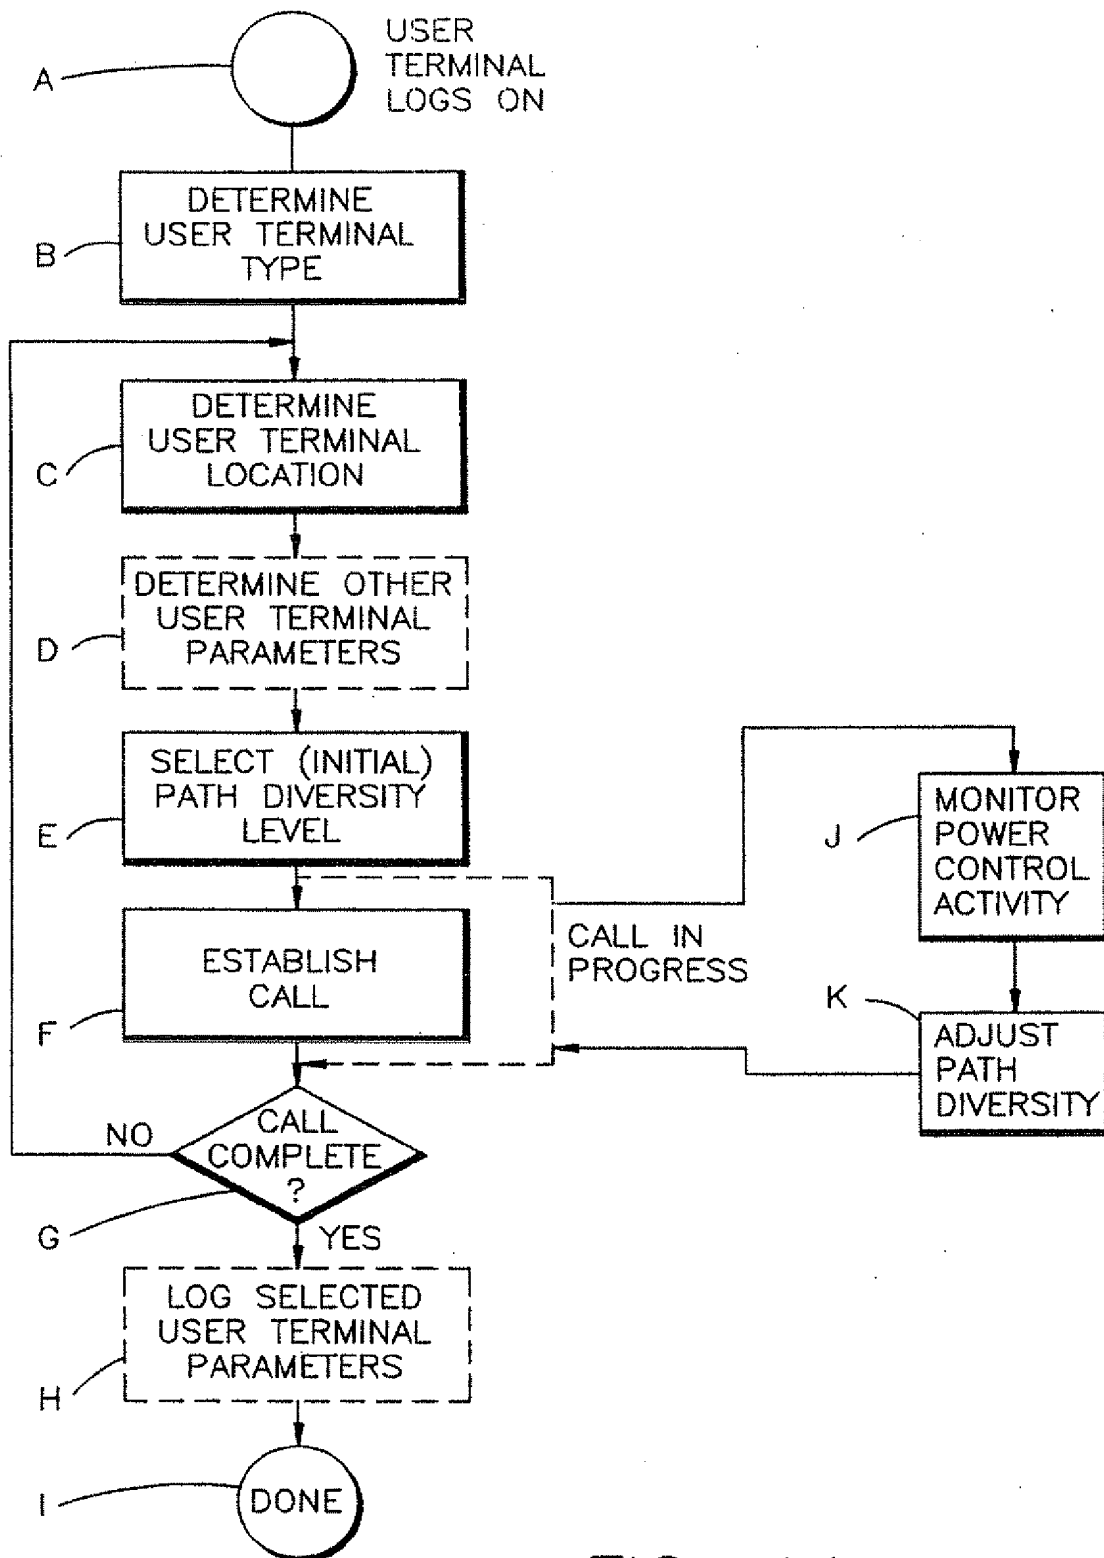 USER
TERMINAL
LOGS ON
A
DETERMINE
USER TERMINAL
TYPE
B
DETERMINE
USER TERMINAL
LOCATION
C
DETERMINE OTHER
USER TERMINAL
PARAMETERS
D
SELECT (INITIAL)
PATH DIVERSITY
LEVEL
E
ESTABLISH
CALL
F
CALL IN
PROGRESS
MONITOR
POWER
CONTROL
ACTIVITY
J
K
ADJUST
PATH
DIVERSITY
CALL
COMPLETE
?
NO
G
YES
LOG SELECTED
USER TERMINAL
PARAMETERS
H
I
DONE